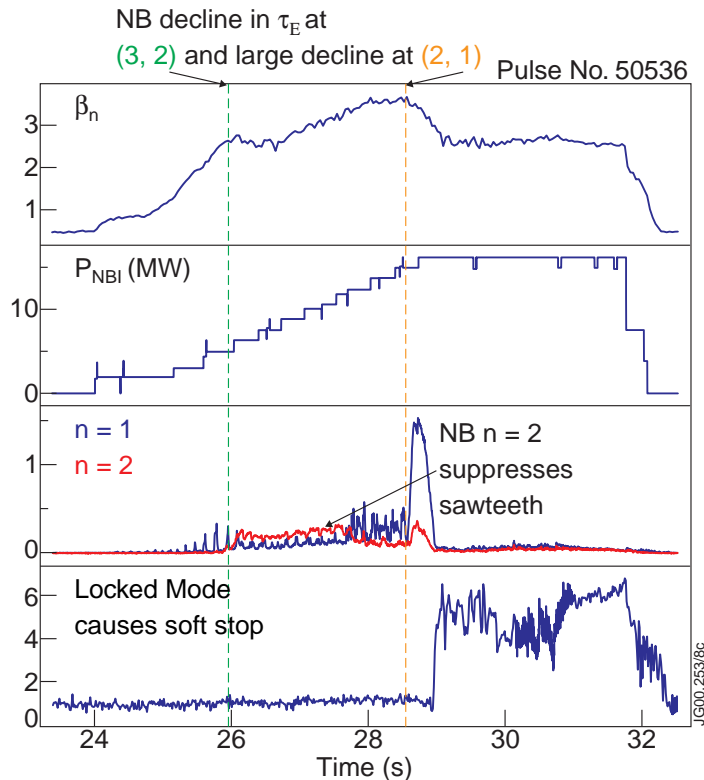 NB decline in τE at
(3, 2) and large decline at (2, 1)
Pulse No. 50536
βn
3
2
1
PNBI (MW)
10
0
n = 1
n = 2
NB n = 2
suppresses
sawteeth
1
0
Locked Mode
causes soft stop
6
4
2
0
24 26 28 30 32
Time (s)
JG00.253/8c